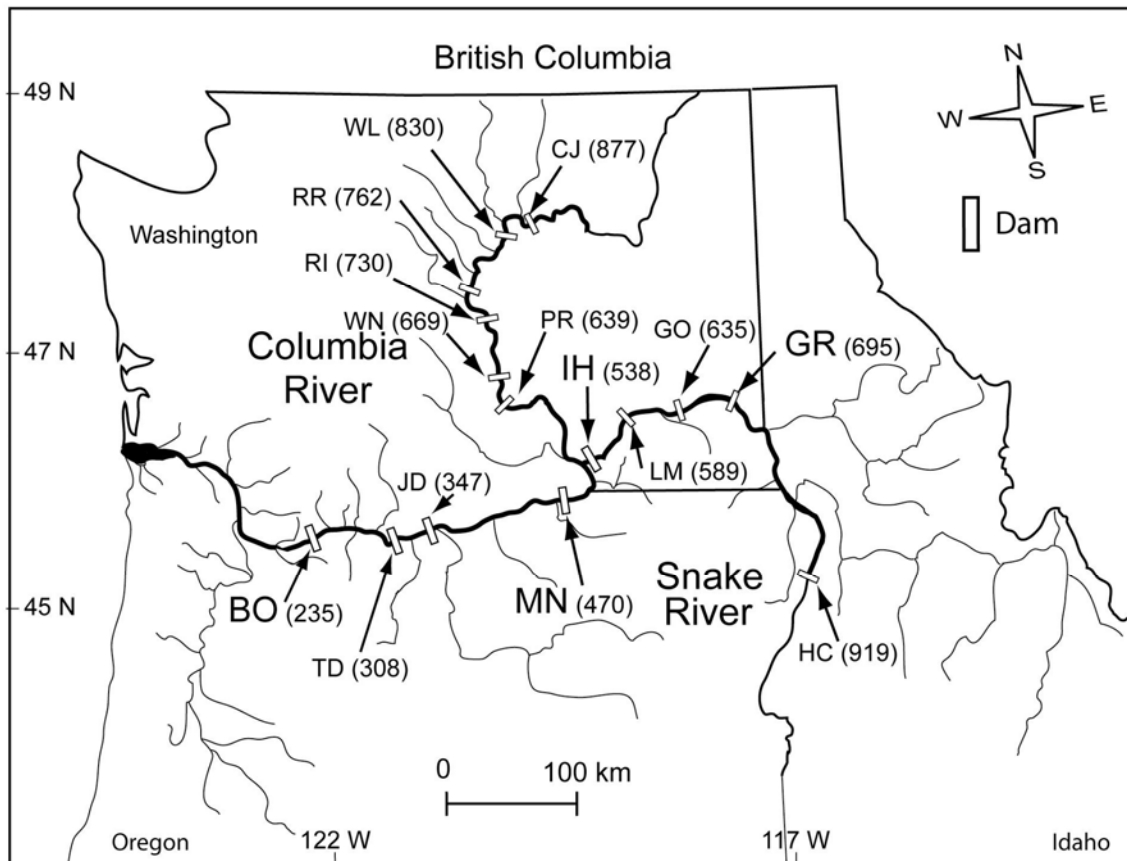 British Columbia
49 N
N
W
E
S
WL (830)
CJ (877)
RR (762)
Washington
Dam
RI (730)
WN (669)
PR (639)
GO (635)
GR (695)
47 N
Columbia
River
IH (538)
LM (589)
JD (347)
BO (235)
MN (470)
Snake
River
45 N
TD (308)
HC (919)
0
100 km
Oregon
122 W
117 W
Idaho